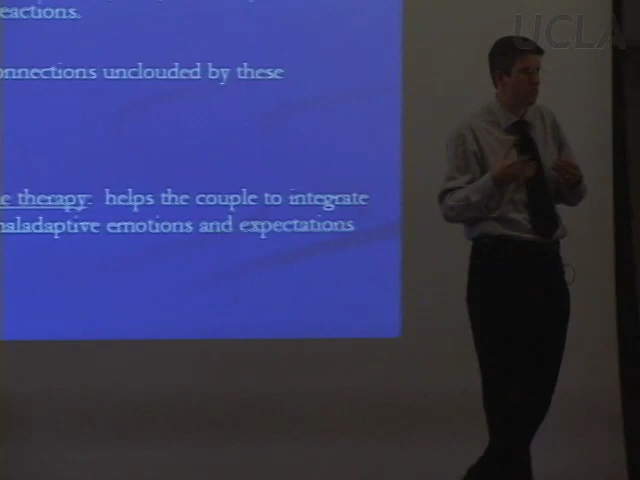 UCLA
eactions.
onnections unclouded by these
e therapy: helps the couple to integrate
naladaptive emotions and expectations